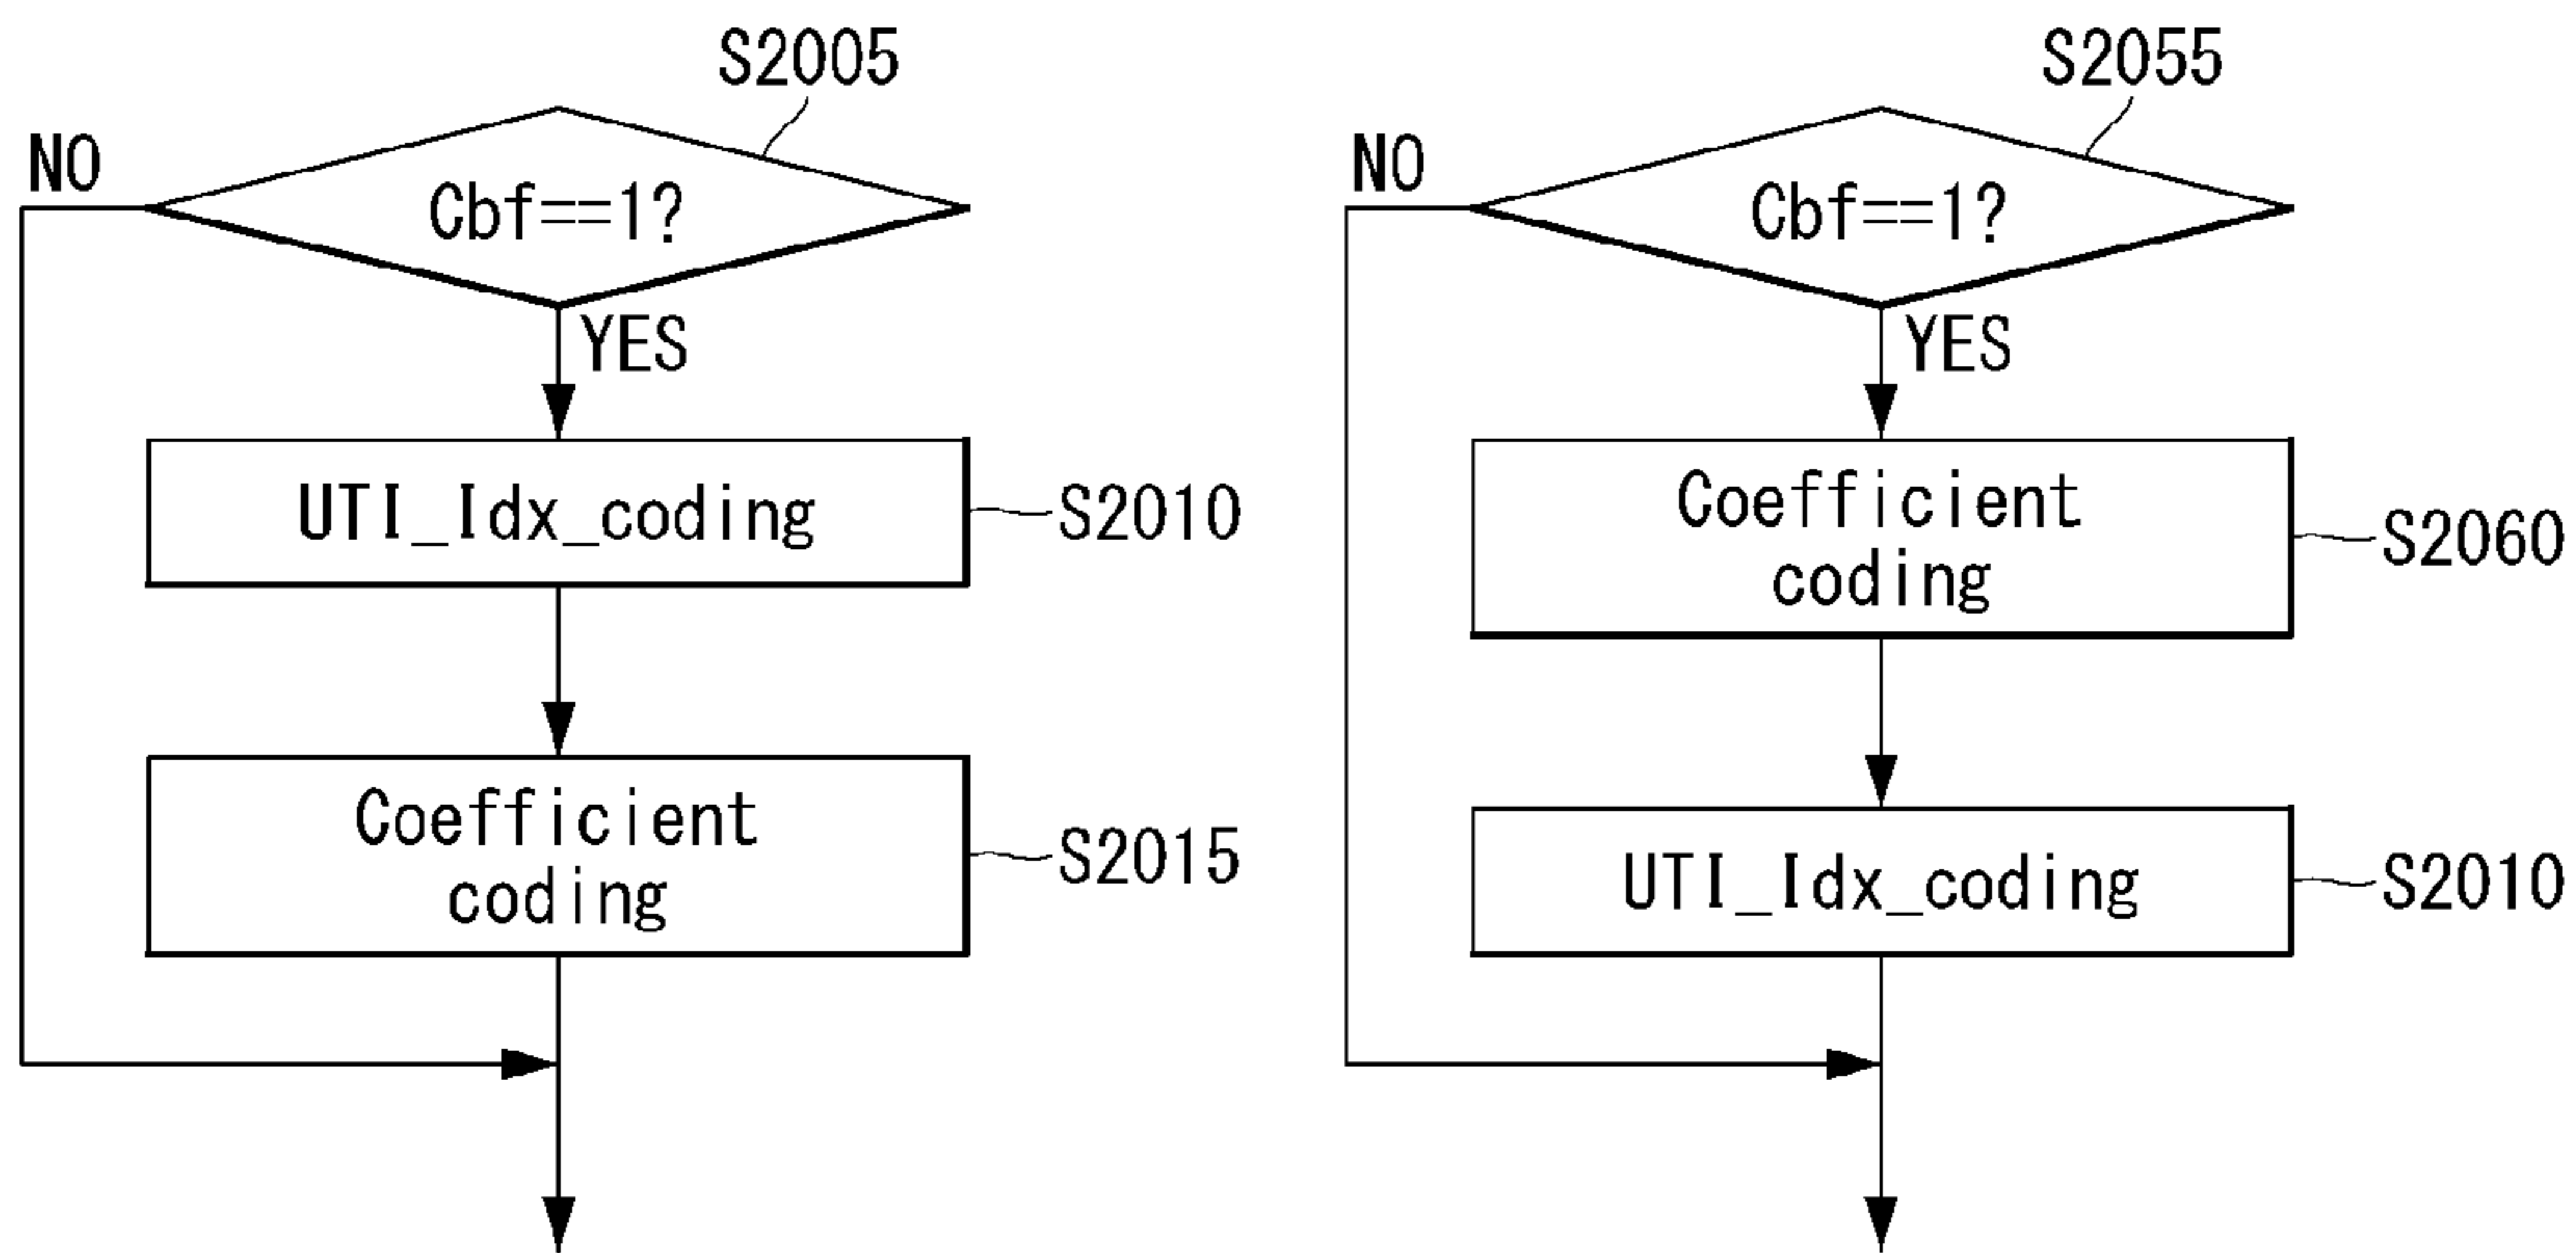 S2005
NO
Cbf==1?
YES
UTI_Idx_coding
S2010
Coefficient
coding
S2015
S2055
NO
Cbf==1?
YES
Coefficient
coding
S2060
UTI_Idx_coding
S2010